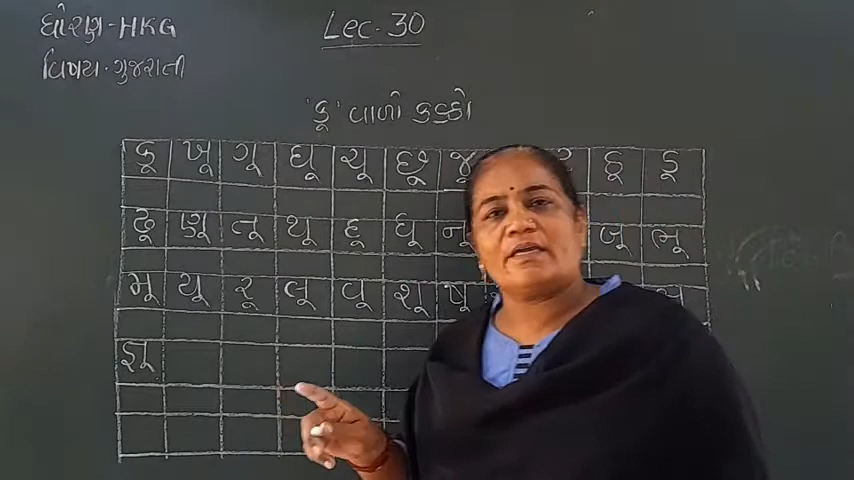 ધોરણ-HKG
Lec. 30
વિષય-ગુજરાતી
'કૂ' વાળો કક્કો
કૂ ખૂ ગૂ ઘૂ ચૂ છૂ જૂ ઠૂ ડૂ
ઢૂ ણૂ તૂ થૂ દૂ ધૂ નૂ બૂ ભૂ
મૂ યૂ રૂ લૂ વૂ શૂ ષૂ
જ્ઞૂ